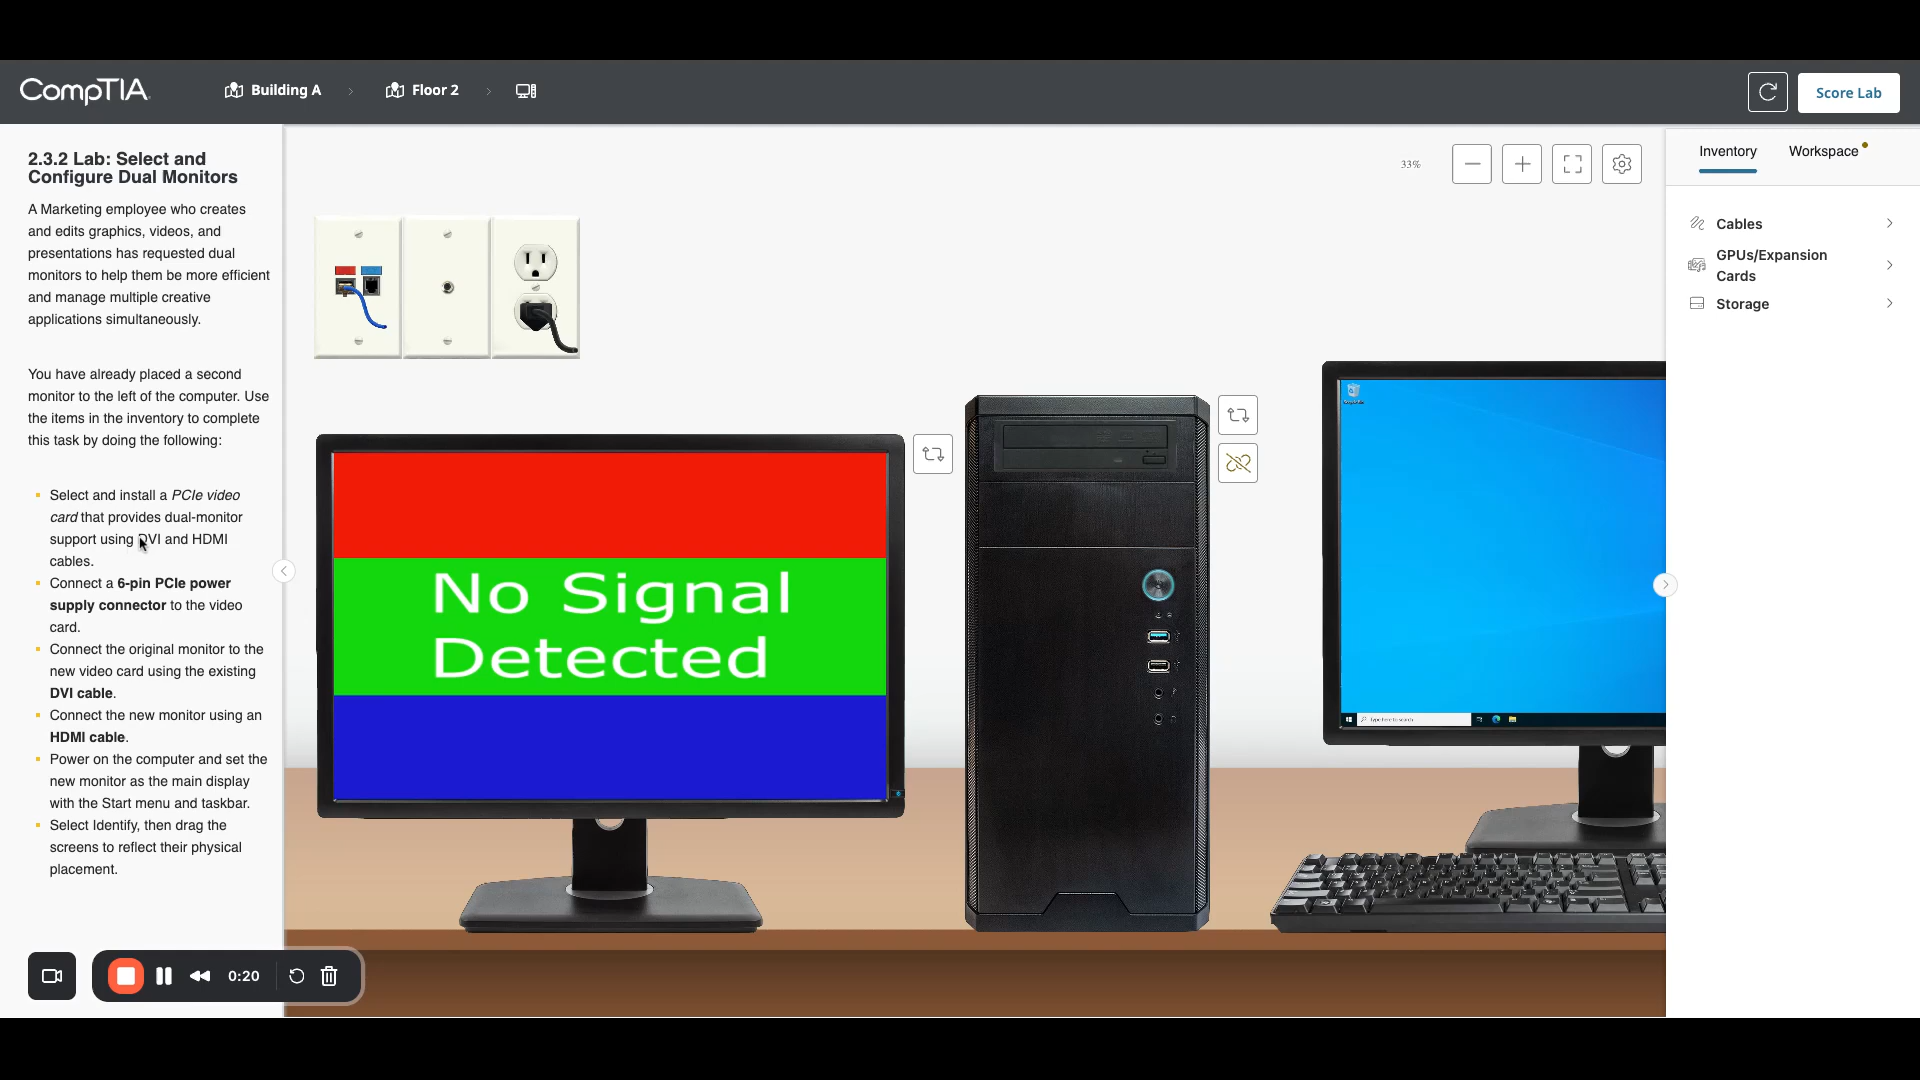 CompTIA.
Building A
Floor 2
Score Lab
2.3.2 Lab: Select and
Configure Dual Monitors
A Marketing employee who creates
and edits graphics, videos, and
presentations has requested dual
monitors to help them be more efficient
and manage multiple creative
applications simultaneously.
You have already placed a second
monitor to the left of the computer. Use
the items in the inventory to complete
this task by doing the following:
Select and install a PCIe video
card that provides dual-monitor
support using DVI and HDMI
cables.
Connect a 6-pin PCIe power
supply connector to the video
card.
Connect the original monitor to the
new video card using the existing
DVI cable.
Connect the new monitor using an
HDMI cable.
Power on the computer and set the
new monitor as the main display
with the Start menu and taskbar.
Select Identify, then drag the
screens to reflect their physical
placement.
0:20
33%
No Signal
Detected
Type here to search
Inventory
Workspace
Cables
GPUs/Expansion
Cards
Storage